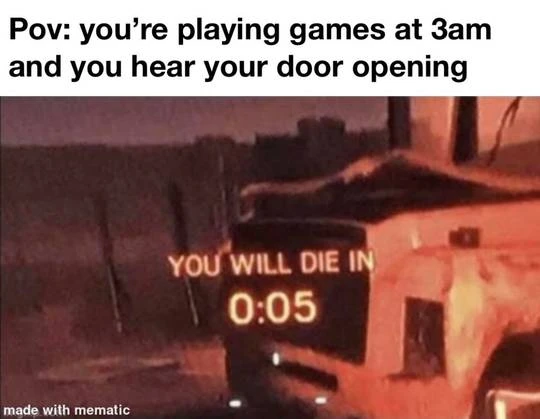 Pov: you’re playing games at 3am
and you hear your door opening
YOU WILL DIE IN
0:05
made with mematic